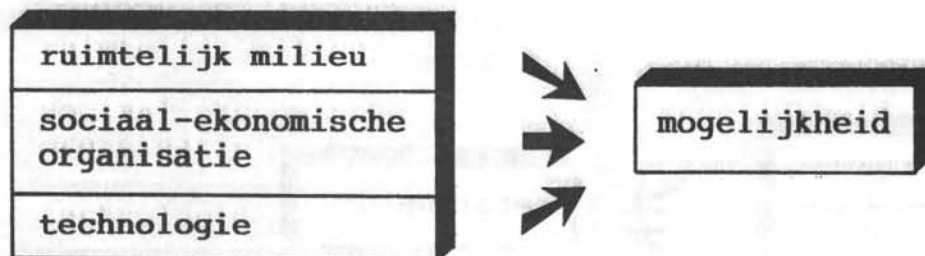 ruimtelijk milieu
sociaal-ekonomische
organisatie
technologie
mogelijkheid